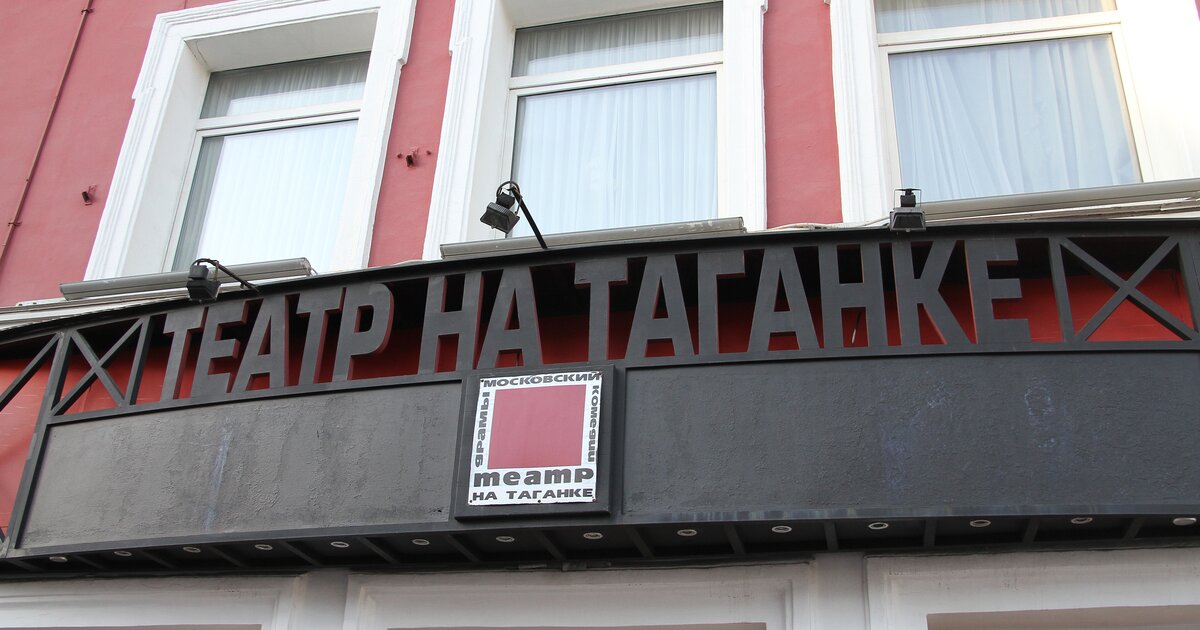 ТЕАТР НА ТАГАНКЕ
МОСКОВСКИЙ
драмы
комедии
театр
НА ТАГАНКЕ